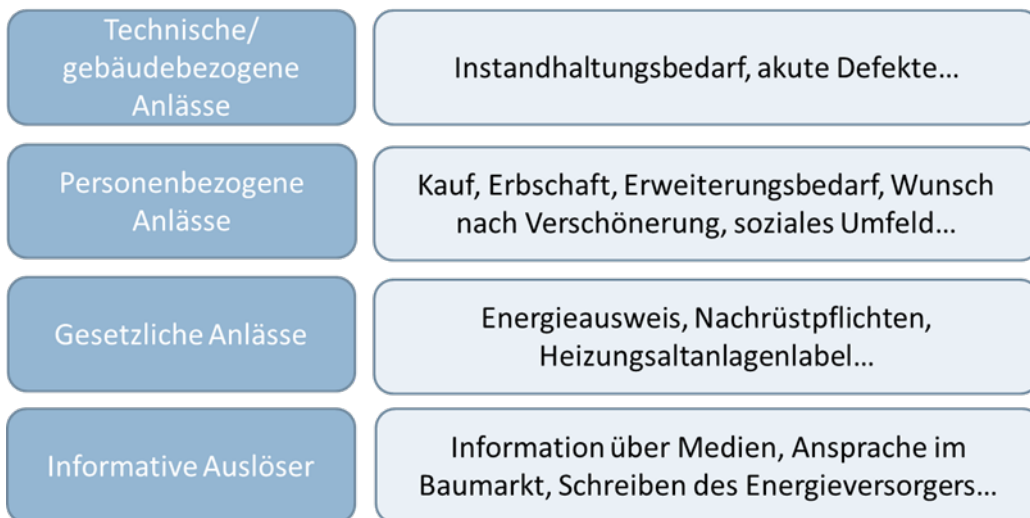 Technische/
gebäudebezogene
Anlässe
Instandhaltungsbedarf, akute Defekte…
Personenbezogene
Anlässe
Kauf, Erbschaft, Erweiterungsbedarf, Wunsch
nach Verschönerung, soziales Umfeld…
Gesetzliche Anlässe
Energieausweis, Nachrüstpflichten,
Heizungsaltanlagenlabel…
Informative Auslöser
Information über Medien, Ansprache im
Baumarkt, Schreiben des Energieversorgers…